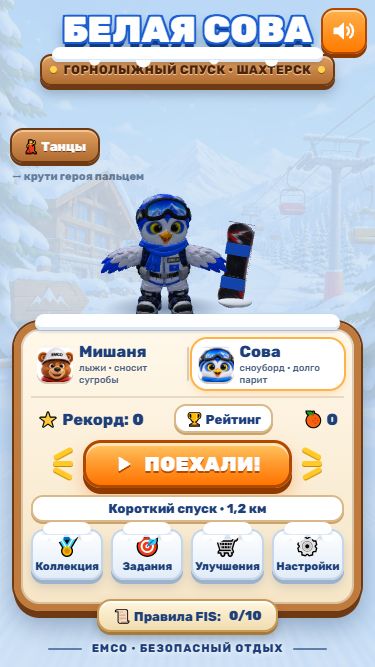 БЕЛАЯ СОВА
ГОРНОЛЫЖНЫЙ СПУСК • ШАХТЕРСК
Танцы
— крути героя пальцем
EMCO
Мишаня
лыжи • сносит
сугробы
Сова
сноуборд • долго
парит
Рекорд: 0
Рейтинг
0
ПОЕХАЛИ!
Короткий спуск • 1,2 км
Коллекция
Задания
Улучшения
Настройки
Правила FIS: 0/10
EMCO • БЕЗОПАСНЫЙ ОТДЫХ